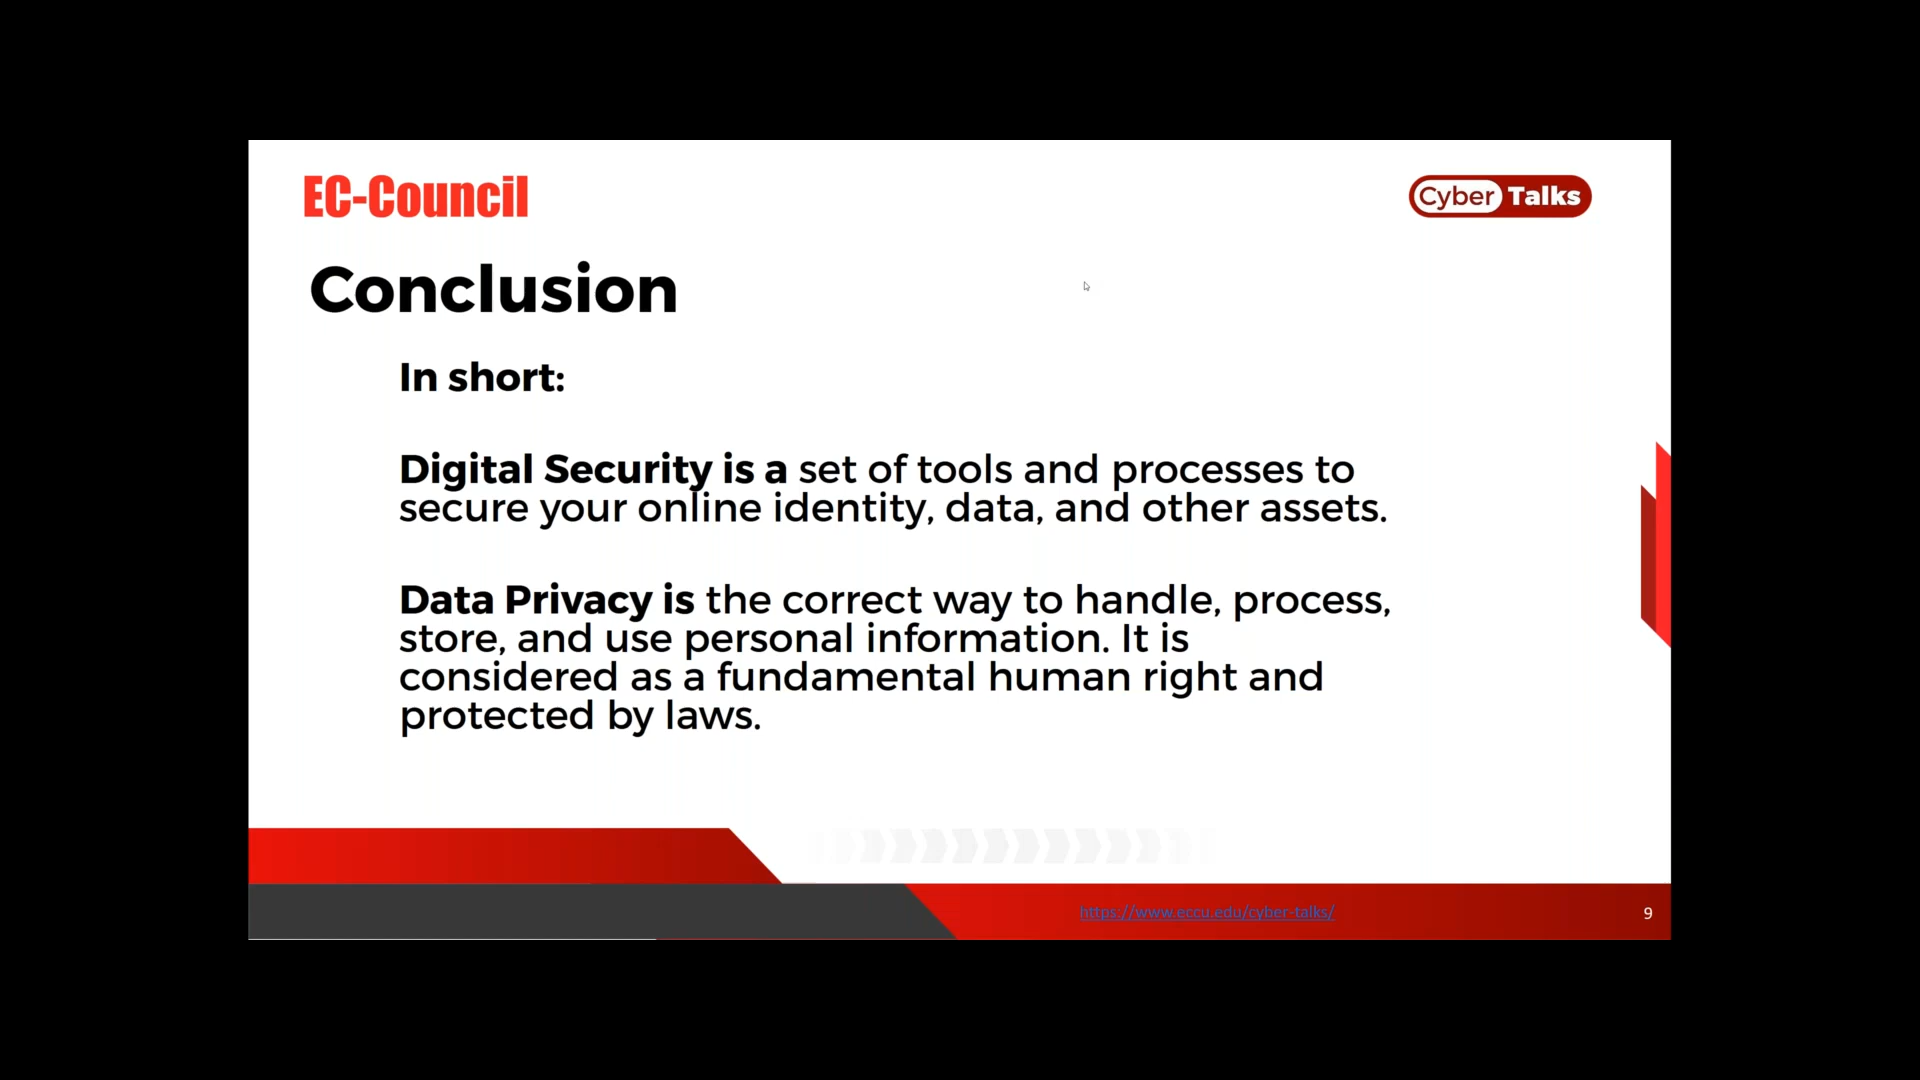 EC-Council
Cyber Talks
Conclusion
In short:
Digital Security is a set of tools and processes to
secure your online identity, data, and other assets.
Data Privacy is the correct way to handle, process,
store, and use personal information. It is
considered as a fundamental human right and
protected by laws.
https://www.eccu.edu/cyber-talks/
9